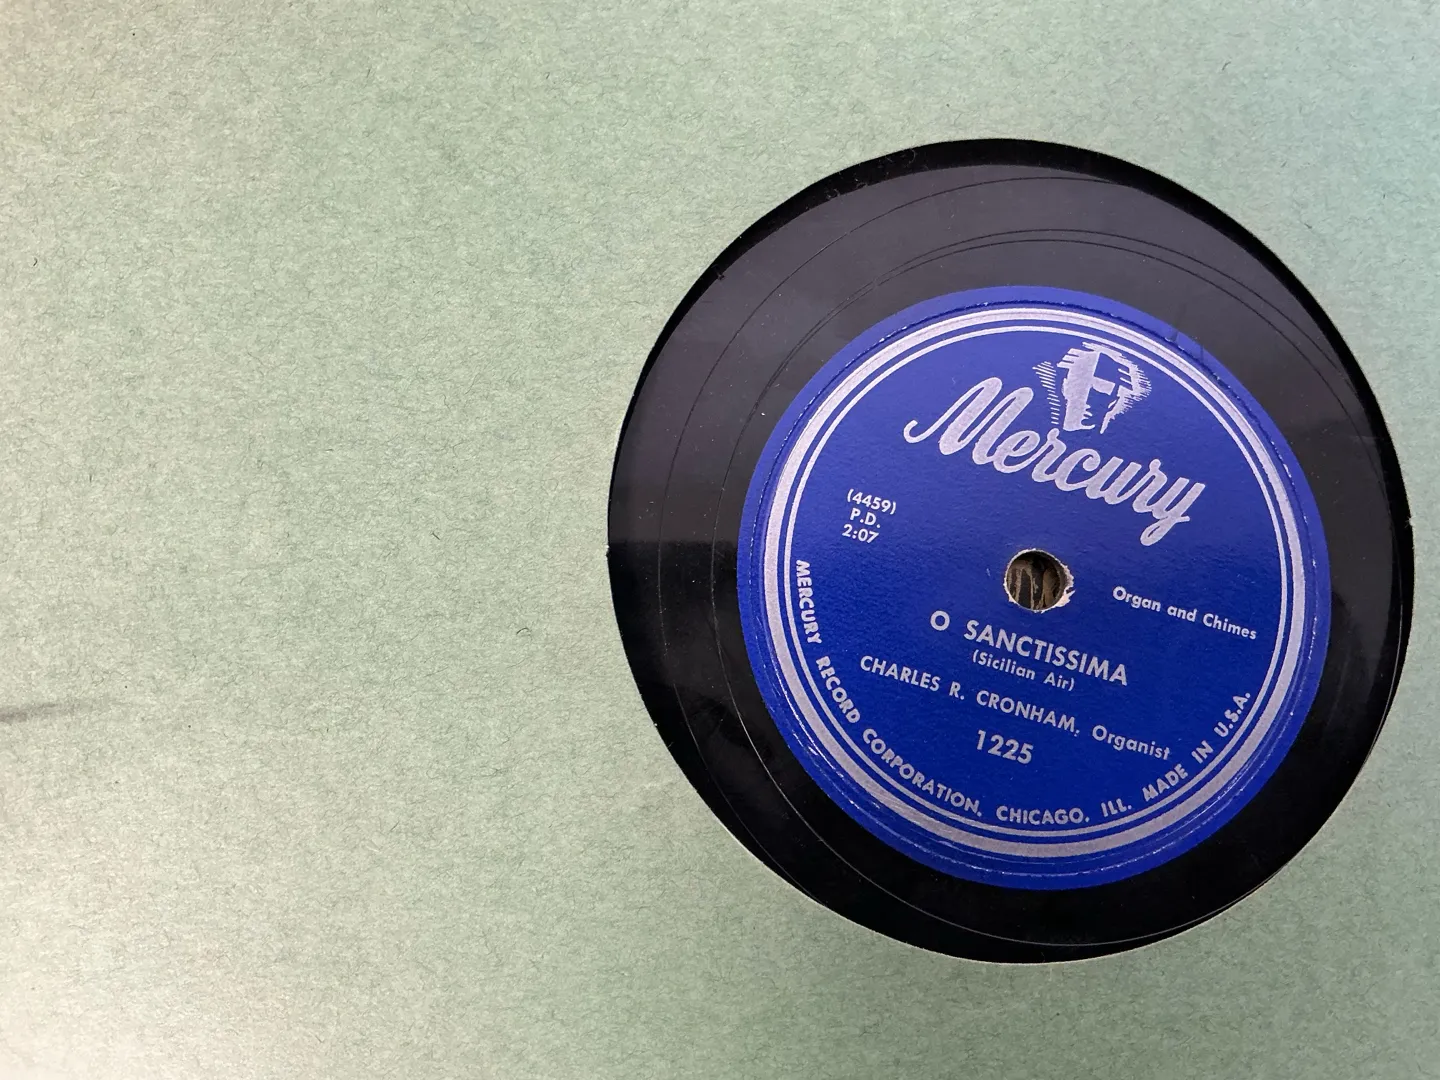 Mercury
(4459)
P.D.
2:07
Organ and Chimes
O SANCTISSIMA
(Sicilian Air)
CHARLES R. CRONHAM, Organist
1225
MERCURY RECORD CORPORATION, CHICAGO, ILL. MADE IN U.S.A.